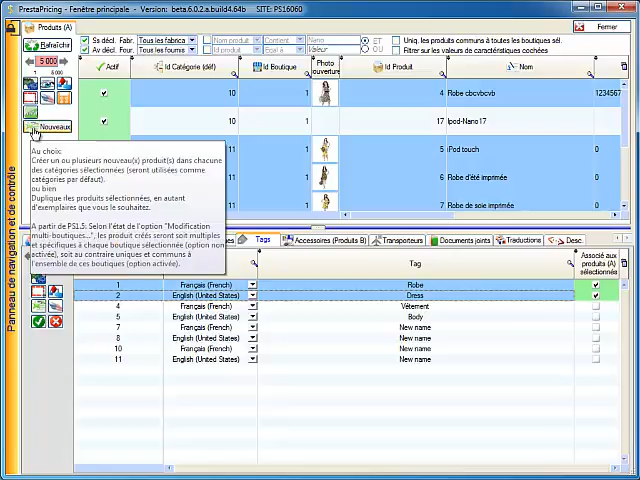 PrestaPricing - Fenêtre principale - Version: beta.6.0.2.a.build4.64b SITE: PS16060
Produits (A)
Fermer
Rafraîchir
Ss décl. Fabr. Tous les fabrica Nom produit Contient Nano ET Uniq. les produits communs à toutes les boutiques sél.
Av décl. Four. Tous les fournis Id produit Egal à Valeur OU Filtrer sur les valeurs de caractéristiques cochées
5 000
1 5 000
Actif Id Catégorie (déf) Id Boutique Photo couverture Id Produit Nom
10 1 4 Robe cbcvbcvb 1234567
10 1 17 Ipod-Nano17
1 5 iPod touch
1 6 Robe d'été imprimée
1 7 Robe de soie imprimée
Nouveaux
Au choix:
Créer un ou plusieurs nouveau(x) produit(s) dans chacune
des catégories sélectionnées (seront utilisées comme
catégories par défaut).
ou bien
Duplique rles produits sélectionnées, en autant
d'exemplaires que vous le souhaitez.
A partir de PS1.5: Selon l'état de l'option "Modification
multi-boutiques...", les produit créés seront soit multiples
et spécifiques à chaque boutique sélectionnée (option non
activée), soit au contraire uniques et communs à
l'ensemble de ces boutiques (option activée).
Panneau de navigation et de contrôle
Tags Accessoires (Produits B) Transporteurs Documents joints Traductions Desc.
Tag Associé aux produits (A) sélectionnés
1 Français (French) Robe
2 English (United States) Dress
4 Français (French) Vêtement
5 English (United States) Body
7 Français (French) New name
8 English (United States) New name
10 Français (French) New name
11 English (United States) New name